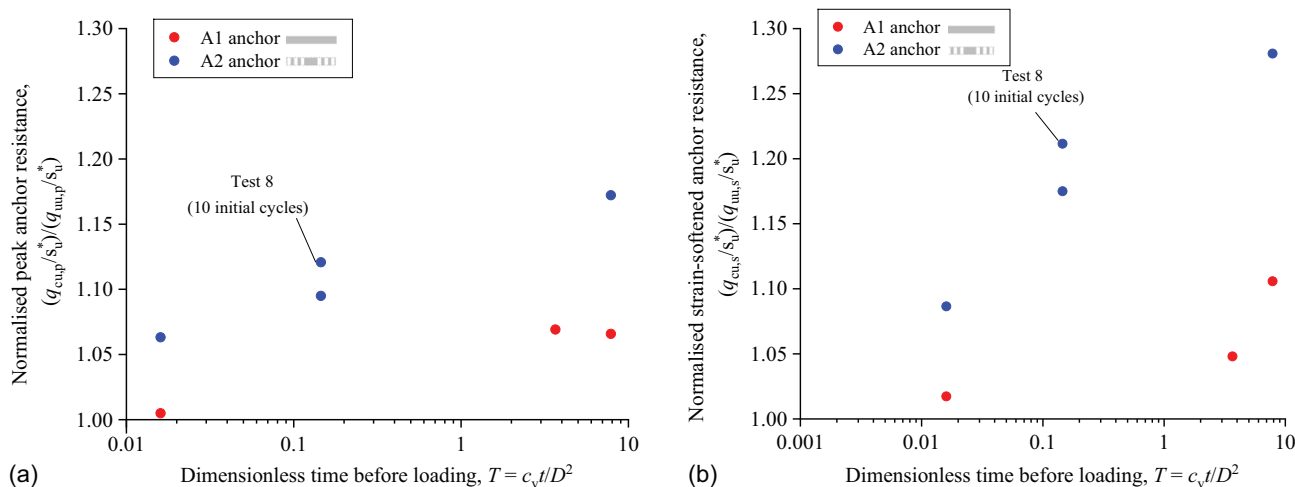 Normalised peak anchor resistance,
(q_cu,p/s_u^*)/(q_uu,p/s_u^*)
1.30
1.25
1.20
1.15
1.10
1.05
1.00
A1 anchor
A2 anchor
Test 8
(10 initial cycles)
0.01
0.1
1
10
(a)
Dimensionless time before loading, T = c_v t/D^2
Normalised strain-softened anchor resistance,
(q_cu,s/s_u^*)/(q_uu,s/s_u^*)
1.30
1.25
1.20
1.15
1.10
1.05
1.00
A1 anchor
A2 anchor
Test 8
(10 initial cycles)
0.001
0.01
0.1
1
10
(b)
Dimensionless time before loading, T = c_v t/D^2